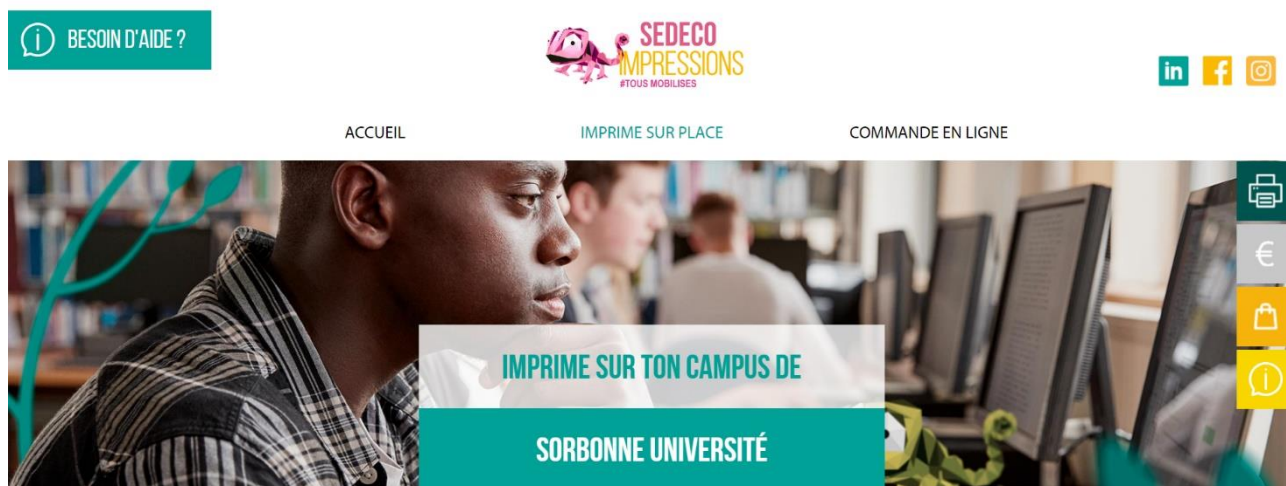 BESOIN D'AIDE ?
SEDECO
IMPRESSIONS
#TOUS MOBILISES
ACCUEIL
IMPRIME SUR PLACE
COMMANDE EN LIGNE
IMPRIME SUR TON CAMPUS DE
SORBONNE UNIVERSITÉ